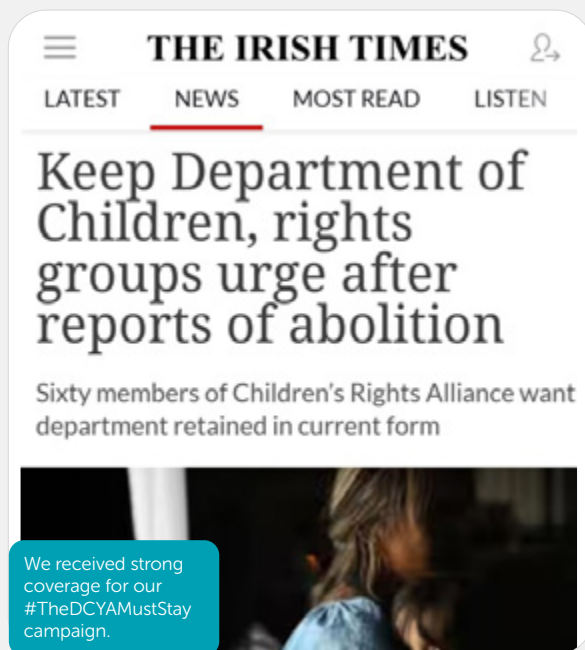 THE IRISH TIMES
LATEST NEWS MOST READ LISTEN
Keep Department of
Children, rights
groups urge after
reports of abolition
Sixty members of Children's Rights Alliance want
department retained in current form
We received strong
coverage for our
#TheDCYAMustStay
campaign.